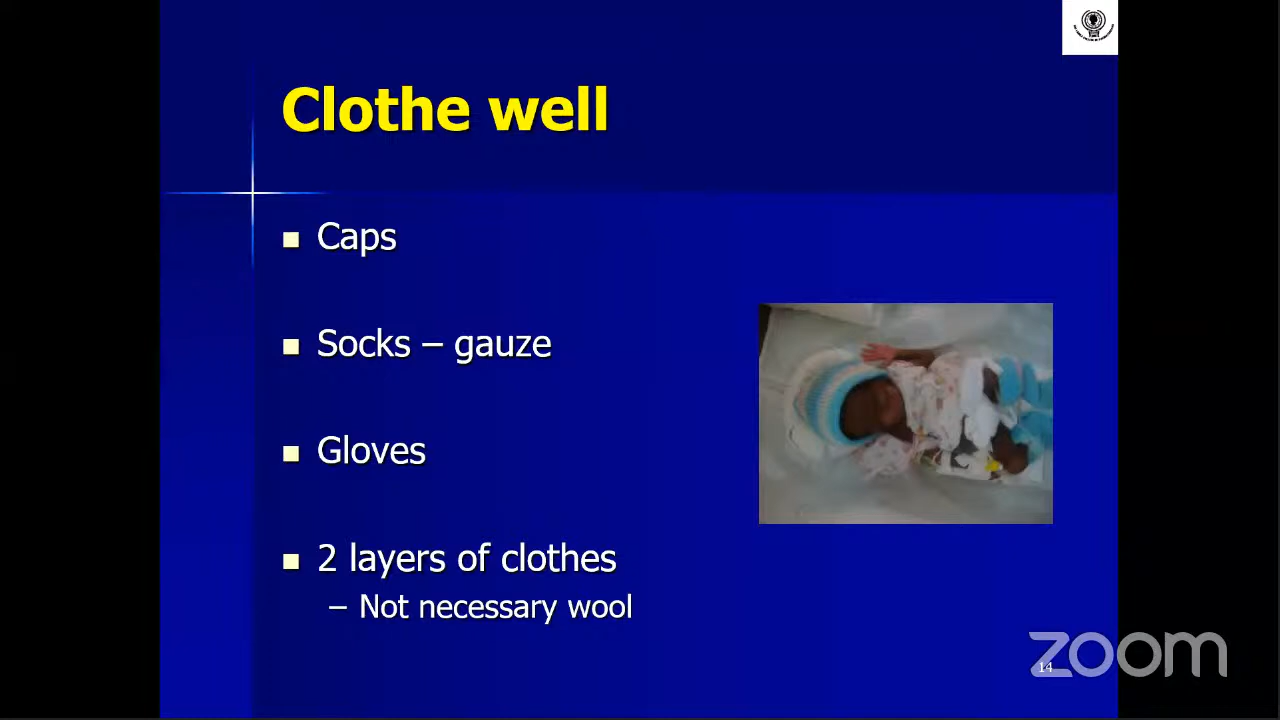 Clothe well
■ Caps
■ Socks – gauze
■ Gloves
■ 2 layers of clothes
– Not necessary wool
14
zoom